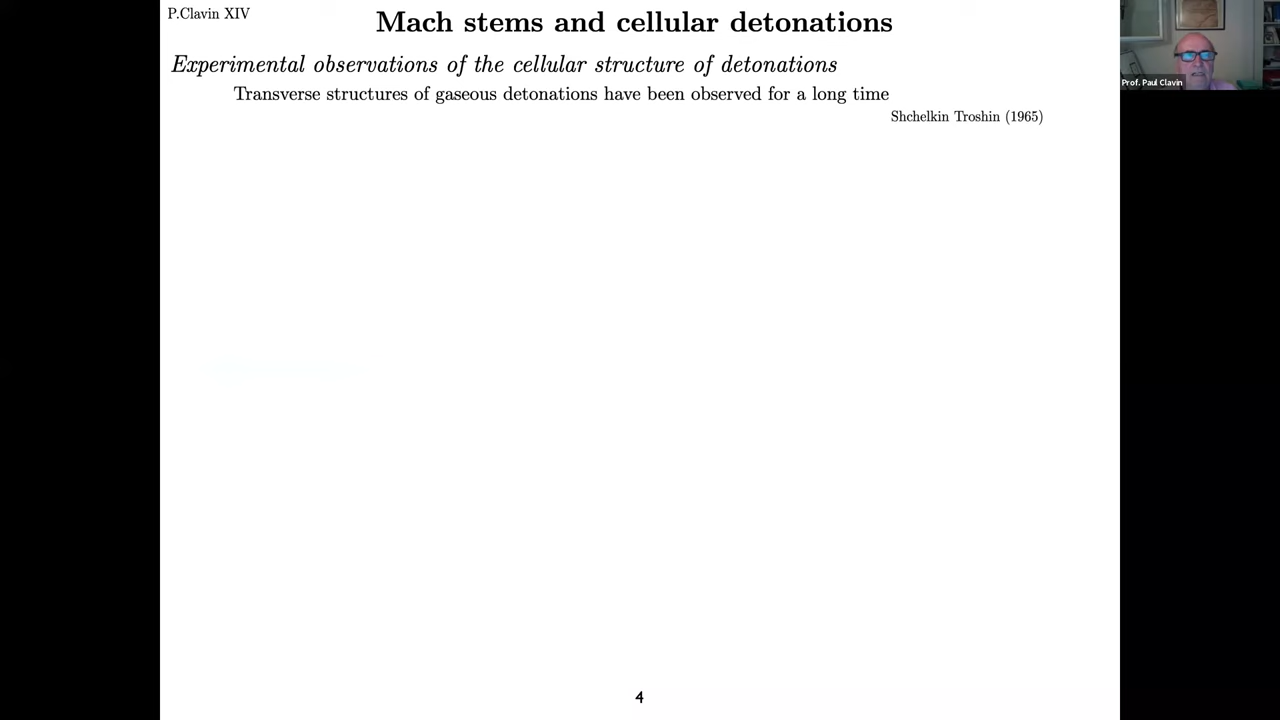 P.Clavin XIV
Mach stems and cellular detonations
Experimental observations of the cellular structure of detonations
Transverse structures of gaseous detonations have been observed for a long time
Shchelkin Troshin (1965)
Prof. Paul Clavin
4